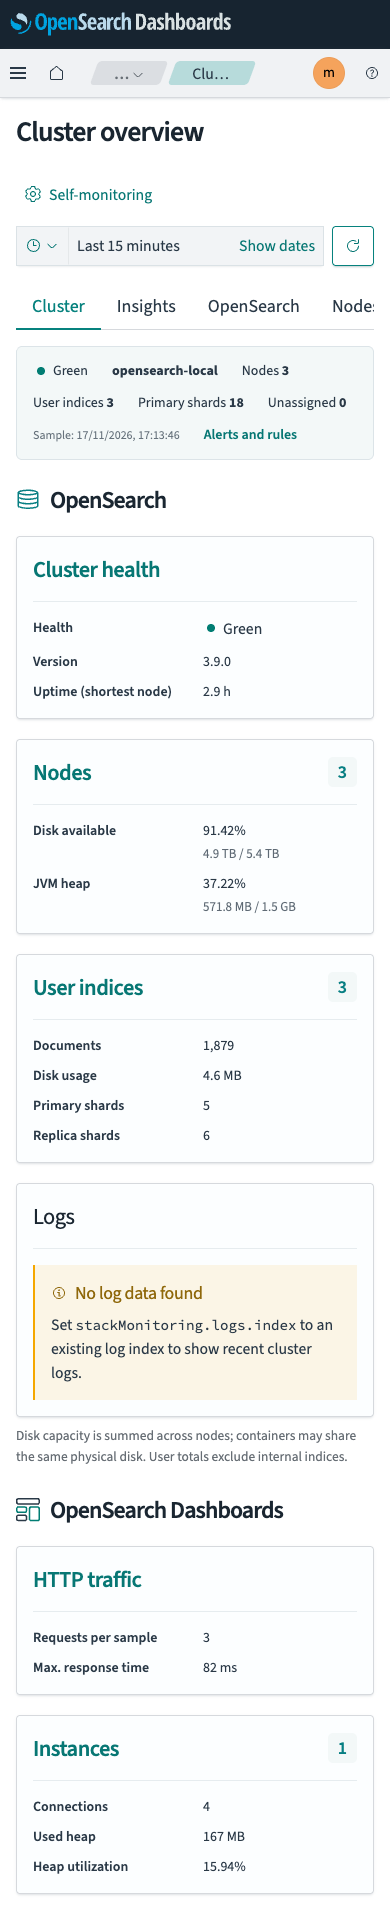 OpenSearch Dashboards
... Clu... m
Cluster overview
Self-monitoring
Last 15 minutes Show dates
Cluster Insights OpenSearch Nodes
Green opensearch-local Nodes 3
User indices 3 Primary shards 18 Unassigned 0
Sample: 17/11/2026, 17:13:46 Alerts and rules
OpenSearch
Cluster health
Health Green
Version 3.9.0
Uptime (shortest node) 2.9 h
Nodes 3
Disk available 91.42%
4.9 TB / 5.4 TB
JVM heap 37.22%
571.8 MB / 1.5 GB
User indices 3
Documents 1,879
Disk usage 4.6 MB
Primary shards 5
Replica shards 6
Logs
No log data found
Set stackMonitoring.logs.index to an
existing log index to show recent cluster
logs.
Disk capacity is summed across nodes; containers may share
the same physical disk. User totals exclude internal indices.
OpenSearch Dashboards
HTTP traffic
Requests per sample 3
Max. response time 82 ms
Instances 1
Connections 4
Used heap 167 MB
Heap utilization 15.94%